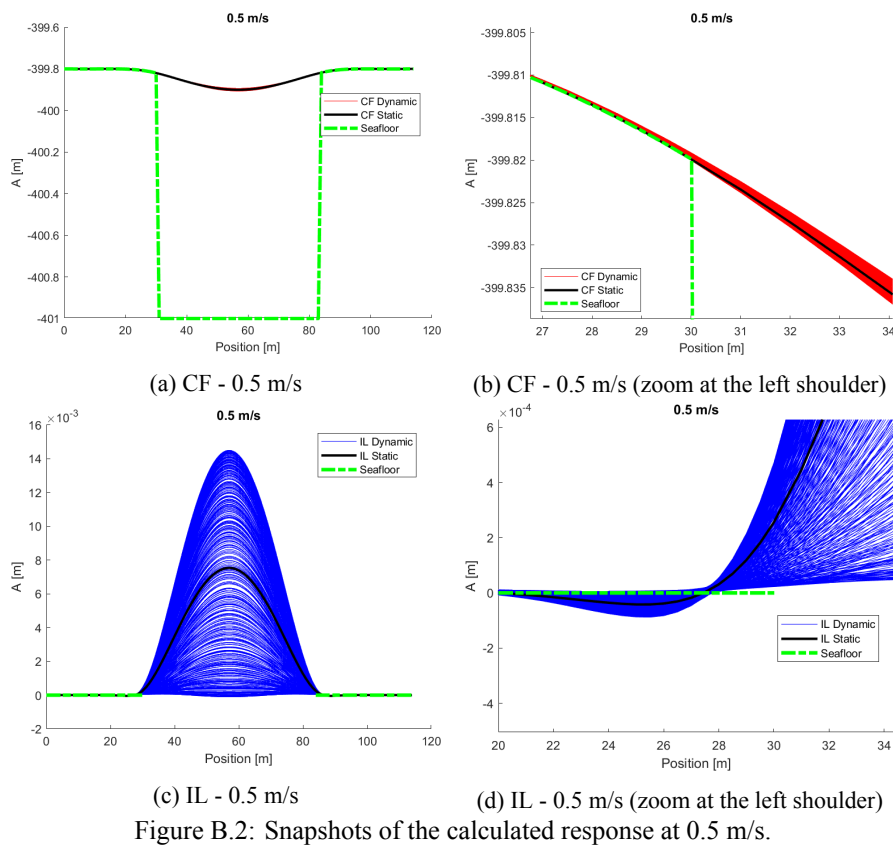 0.5 m/s
-399.6
-399.8
-400
-400.2
-400.4
-400.6
-400.8
-401
A [m]
CF Dynamic
CF Static
Seafloor
0 20 40 60 80 100 120
Position [m]
(a) CF - 0.5 m/s
0.5 m/s
-399.805
-399.81
-399.815
-399.82
-399.825
-399.83
-399.835
A [m]
CF Dynamic
CF Static
Seafloor
27 28 29 30 31 32 33 34
Position [m]
(b) CF - 0.5 m/s (zoom at the left shoulder)
0.5 m/s
×10-3
16
14
12
10
8
6
4
2
0
-2
A [m]
IL Dynamic
IL Static
Seafloor
0 20 40 60 80 100 120
Position [m]
(c) IL - 0.5 m/s
0.5 m/s
×10-4
6
4
2
0
-2
-4
A [m]
IL Dynamic
IL Static
Seafloor
20 22 24 26 28 30 32 34
Position [m]
(d) IL - 0.5 m/s (zoom at the left shoulder)
Figure B.2: Snapshots of the calculated response at 0.5 m/s.